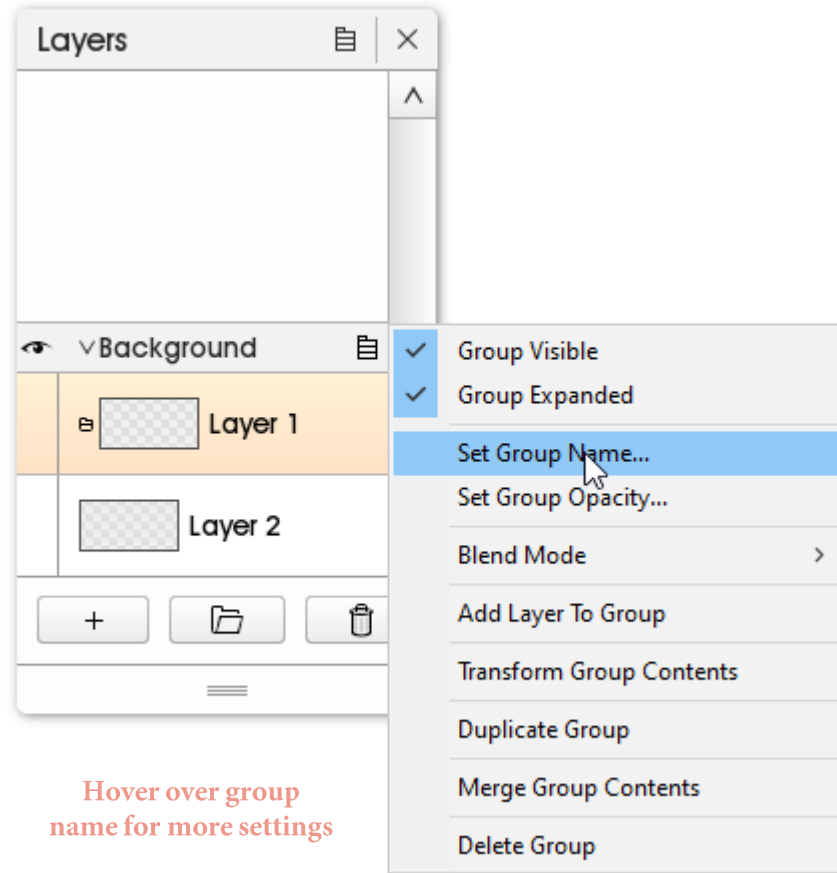 Layers
Background
Layer 1
Layer 2
Group Visible
Group Expanded
Set Group Name...
Set Group Opacity...
Blend Mode
Add Layer To Group
Transform Group Contents
Duplicate Group
Merge Group Contents
Delete Group
Hover over group
name for more settings